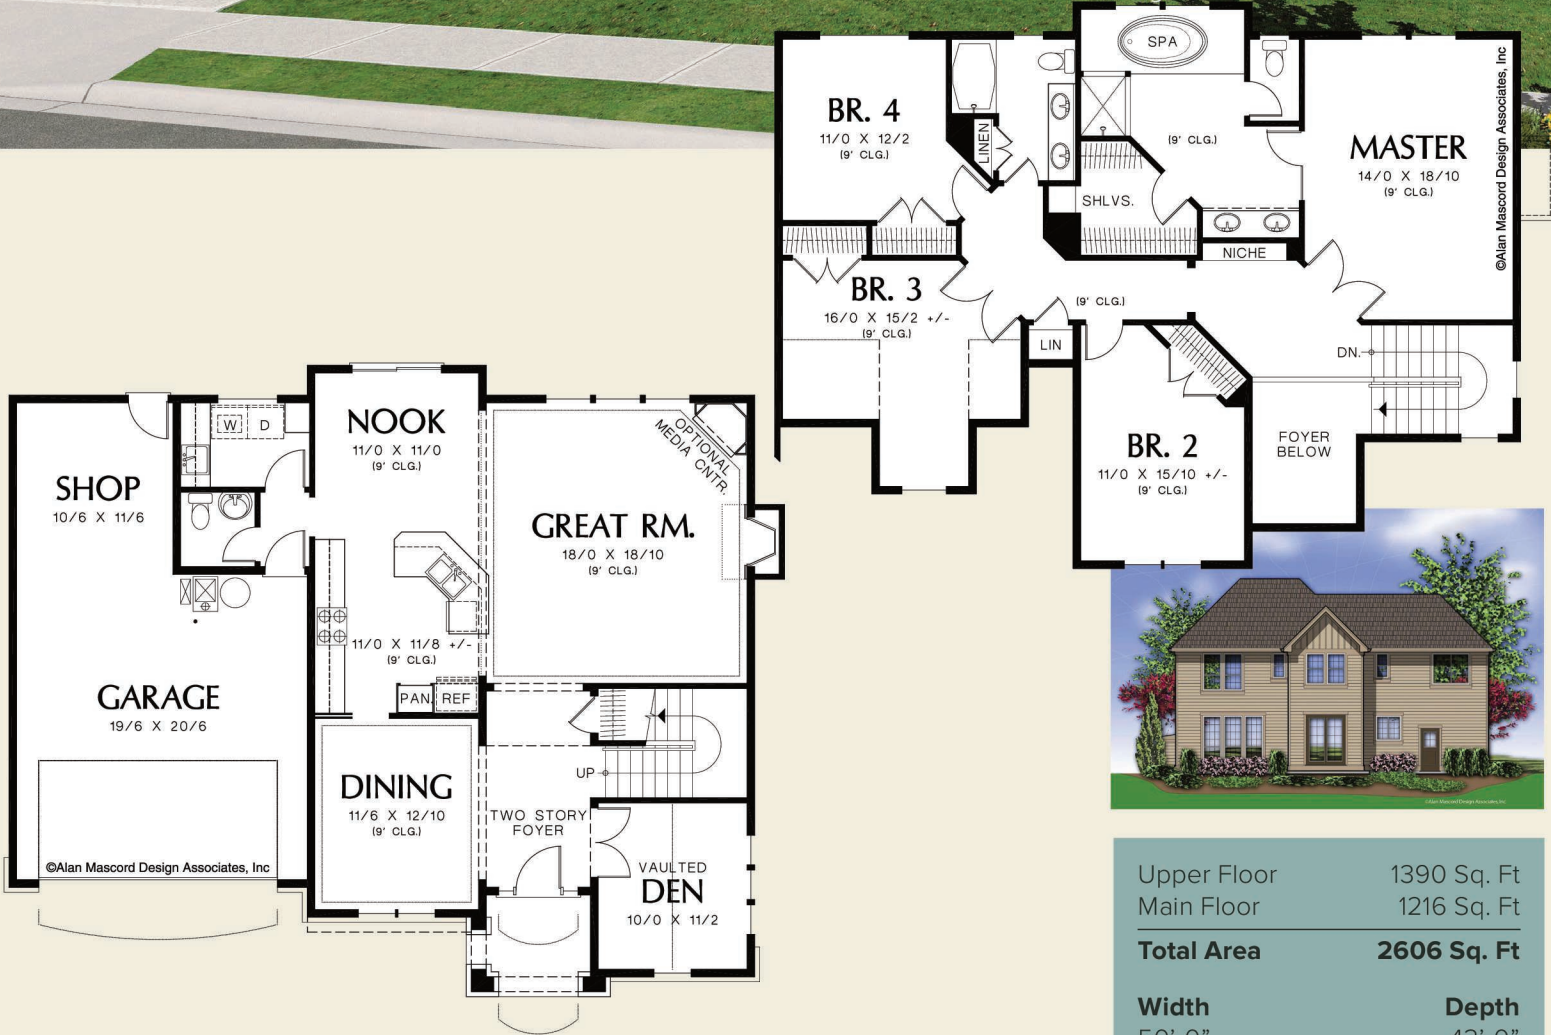 SPA
BR. 4
11/0 X 12/2
(9' CLG.)
LINEN
(9' CLG.)
MASTER
14/0 X 18/10
(9' CLG.)
©Alan Mascord Design Associates, Inc
SHLVS.
NICHE
BR. 3
16/0 X 15/2 +/-
(9' CLG.)
(9' CLG.)
LIN
DN.
BR. 2
11/0 X 15/10 +/-
(9' CLG.)
FOYER
BELOW
NOOK
11/0 X 11/0
(9' CLG.)
W D
SHOP
10/6 X 11/6
OPTIONAL
MEDIA CNTR.
GREAT RM.
18/0 X 18/10
(9' CLG.)
11/0 X 11/8 +/-
(9' CLG.)
PAN. REF
GARAGE
19/6 X 20/6
UP
DINING
11/6 X 12/10
(9' CLG.)
TWO STORY
FOYER
VAULTED
DEN
10/0 X 11/2
©Alan Mascord Design Associates, Inc
©Alan Mascord Design Associates, Inc
Upper Floor 1390 Sq. Ft
Main Floor 1216 Sq. Ft
Total Area 2606 Sq. Ft
Width Depth